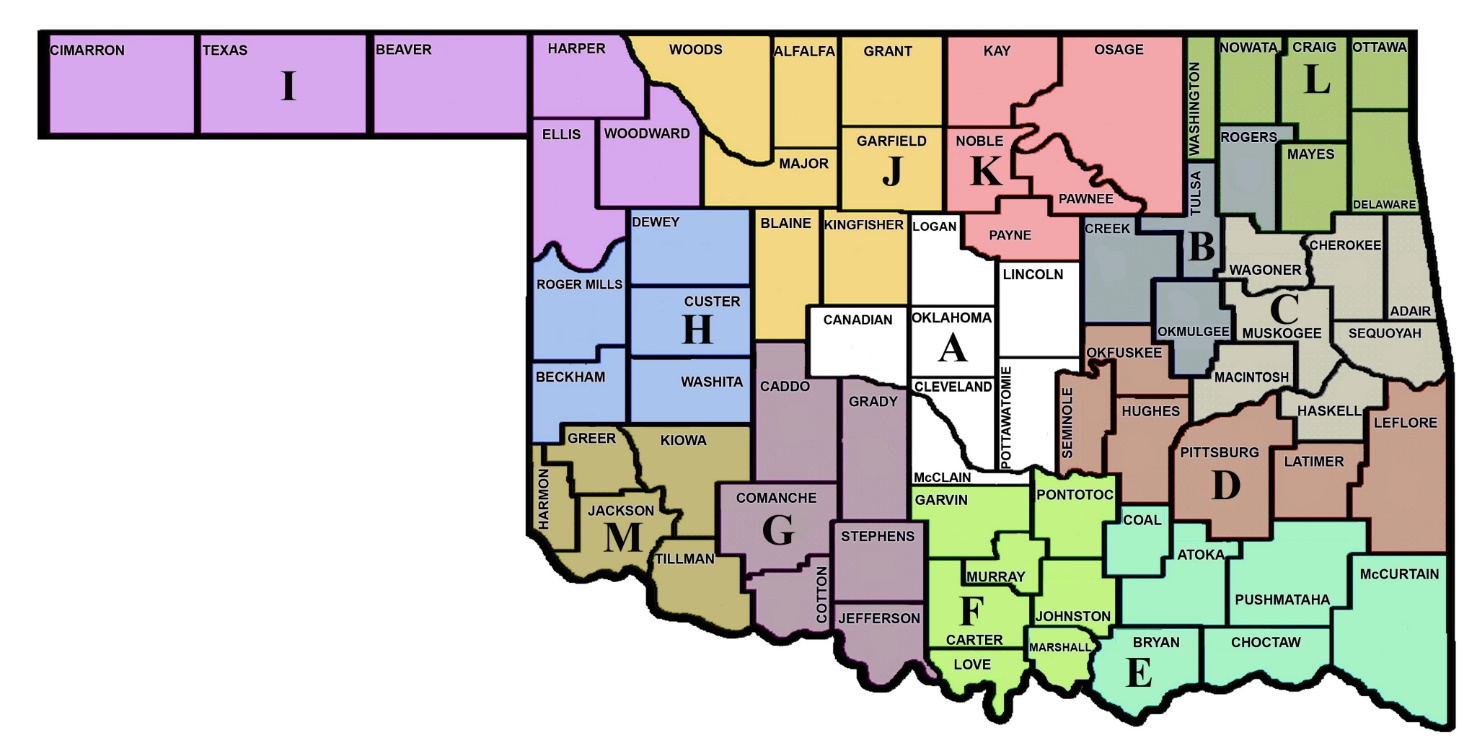 CIMARRON
TEXAS
BEAVER
HARPER
WOODS
ALFALFA
GRANT
KAY
OSAGE
WASHINGTON
NOWATA
CRAIG
OTTAWA
I
L
ELLIS
WOODWARD
MAJOR
GARFIELD
J
NOBLE
K
PAWNEE
ROGERS
MAYES
DELAWARE
TULSA
DEWEY
BLAINE
KINGFISHER
LOGAN
PAYNE
CREEK
B
WAGONER
CHEROKEE
ADAIR
ROGER MILLS
CUSTER
H
LINCOLN
CANADIAN
OKLAHOMA
A
OKMULGEE
C
MUSKOGEE
SEQUOYAH
OKFUSKEE
BECKHAM
WASHITA
CADDO
GRADY
CLEVELAND
POTTAWATOMIE
SEMINOLE
HUGHES
MACINTOSH
HASKELL
LEFLORE
GREER
KIOWA
PITTSBURG
D
LATIMER
HARMON
JACKSON
M
TILLMAN
COMANCHE
G
McCLAIN
GARVIN
PONTOTOC
COAL
STEPHENS
ATOKA
COTTON
MURRAY
F
JOHNSTON
PUSHMATAHA
McCURTAIN
JEFFERSON
CARTER
MARSHALL
BRYAN
E
CHOCTAW
LOVE